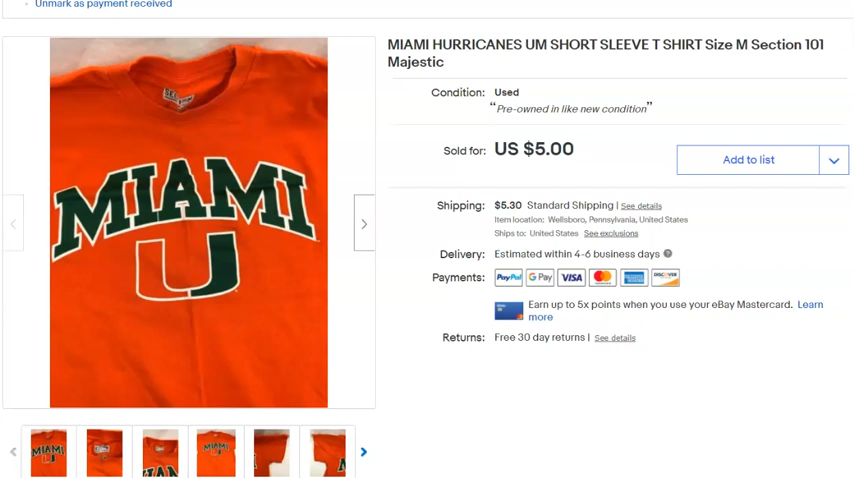 Unmark as payment received
MIAMI HURRICANES UM SHORT SLEEVE T SHIRT Size M Section 101
Majestic
Condition: Used
“Pre-owned in like new condition”
Sold for: US $5.00
Add to list
Shipping: $5.30 Standard Shipping | See details
Item location: Wellsboro, Pennsylvania, United States
Ships to: United States See exclusions
Delivery: Estimated within 4-6 business days
Payments: PayPal G Pay VISA DISCOVER
Earn up to 5x points when you use your eBay Mastercard. Learn
more
Returns: Free 30 day returns | See details
MIAMI
U
MIAMI
U
MIAMI